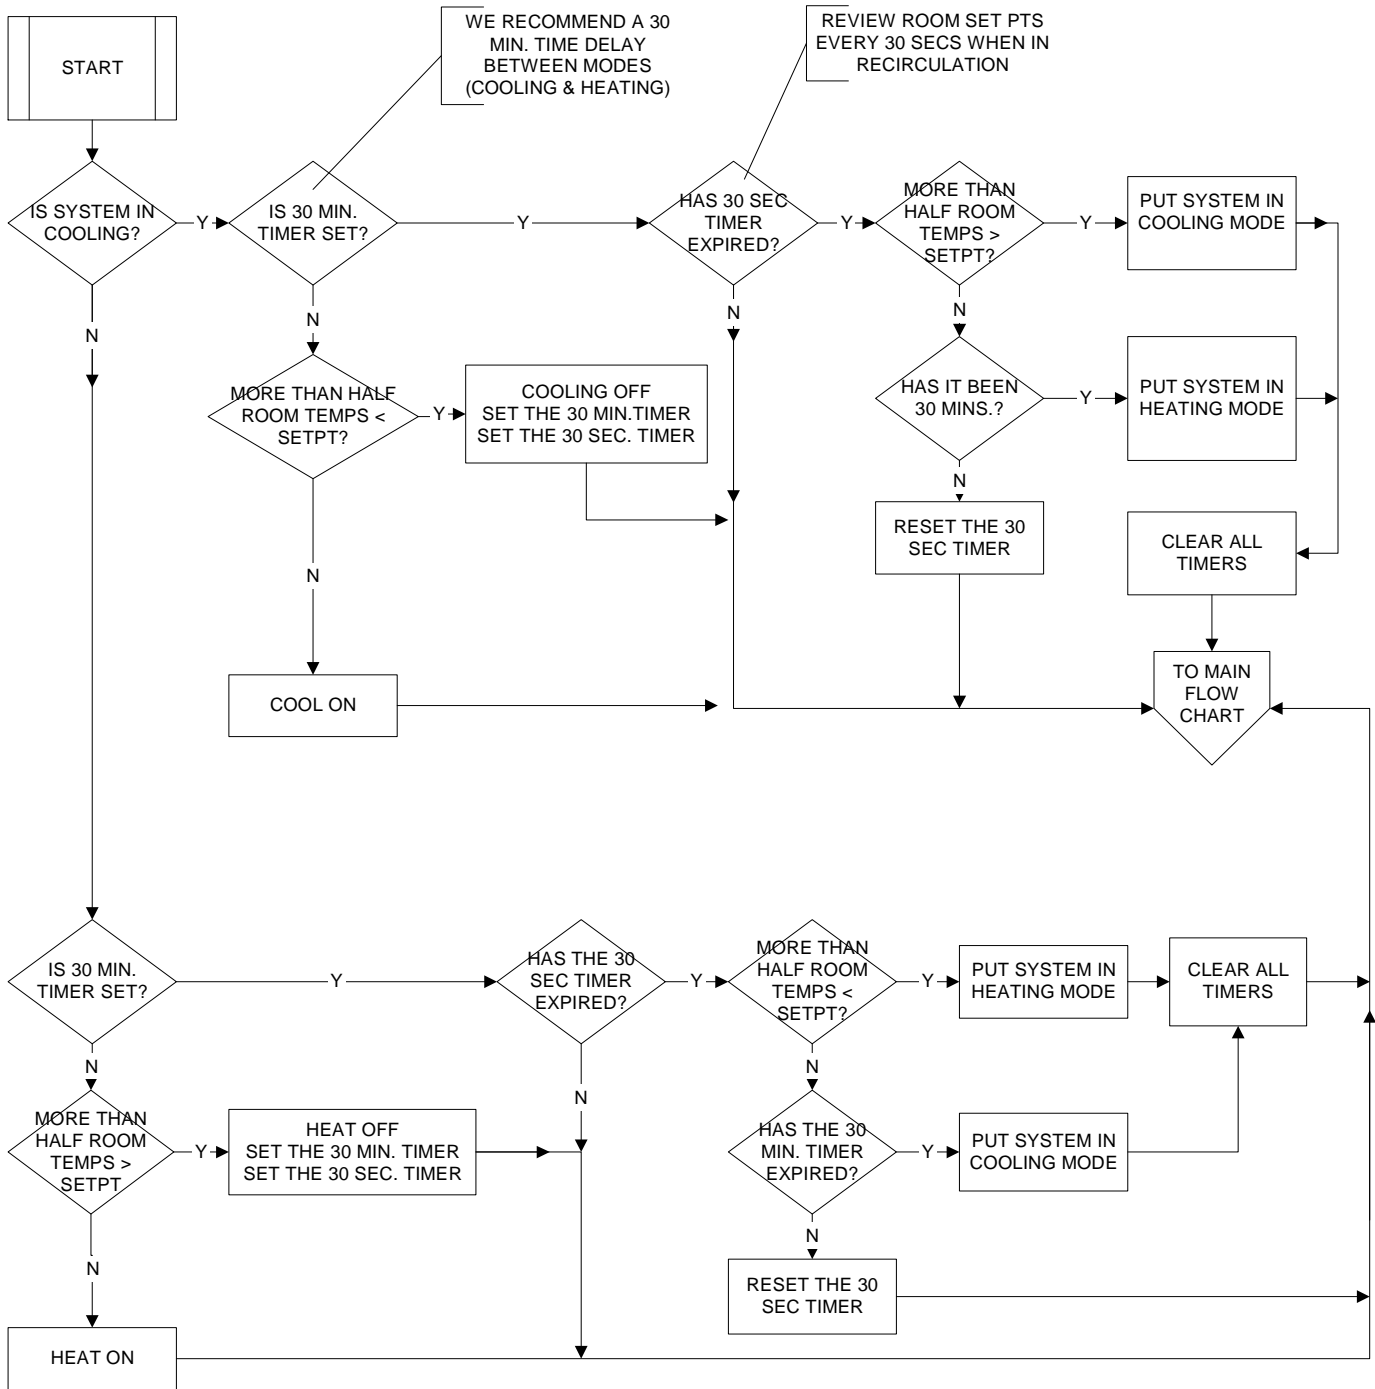 START
WE RECOMMEND A 30
MIN. TIME DELAY
BETWEEN MODES
(COOLING & HEATING)
REVIEW ROOM SET PTS
EVERY 30 SECS WHEN IN
RECIRCULATION
IS SYSTEM IN
COOLING?
Y
IS 30 MIN.
TIMER SET?
Y
HAS 30 SEC
TIMER
EXPIRED?
Y
MORE THAN
HALF ROOM
TEMPS >
SETPT?
Y
PUT SYSTEM IN
COOLING MODE
N
N
N
N
MORE THAN HALF
ROOM TEMPS <
SETPT?
Y
COOLING OFF
SET THE 30 MIN.TIMER
SET THE 30 SEC. TIMER
HAS IT BEEN
30 MINS.?
Y
PUT SYSTEM IN
HEATING MODE
N
N
RESET THE 30
SEC TIMER
CLEAR ALL
TIMERS
COOL ON
TO MAIN
FLOW
CHART
IS 30 MIN.
TIMER SET?
Y
HAS THE 30
SEC TIMER
EXPIRED?
Y
MORE THAN
HALF ROOM
TEMPS <
SETPT?
Y
PUT SYSTEM IN
HEATING MODE
CLEAR ALL
TIMERS
N
N
N
MORE THAN
HALF ROOM
TEMPS >
SETPT
Y
HEAT OFF
SET THE 30 MIN. TIMER
SET THE 30 SEC. TIMER
HAS THE 30
MIN. TIMER
EXPIRED?
Y
PUT SYSTEM IN
COOLING MODE
N
N
RESET THE 30
SEC TIMER
HEAT ON